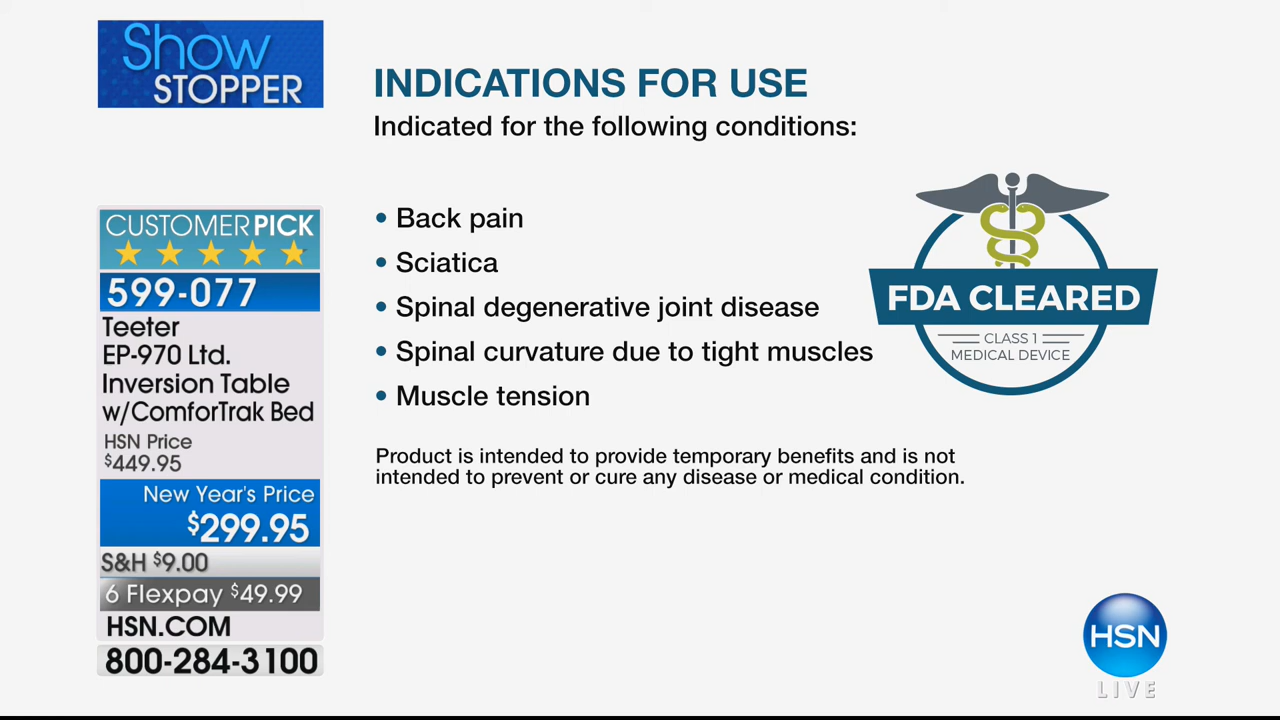 Show
STOPPER
INDICATIONS FOR USE
Indicated for the following conditions:
• Back pain
• Sciatica
• Spinal degenerative joint disease
• Spinal curvature due to tight muscles
• Muscle tension
Product is intended to provide temporary benefits and is not
intended to prevent or cure any disease or medical condition.
FDA CLEARED
CLASS 1
MEDICAL DEVICE
CUSTOMER PICK
599-077
Teeter
EP-970 Ltd.
Inversion Table
w/ComforTrak Bed
HSN Price
$449.95
New Year's Price
$299.95
S&H $9.00
6 Flexpay $49.99
HSN.COM
800-284-3100
HSN
LIVE